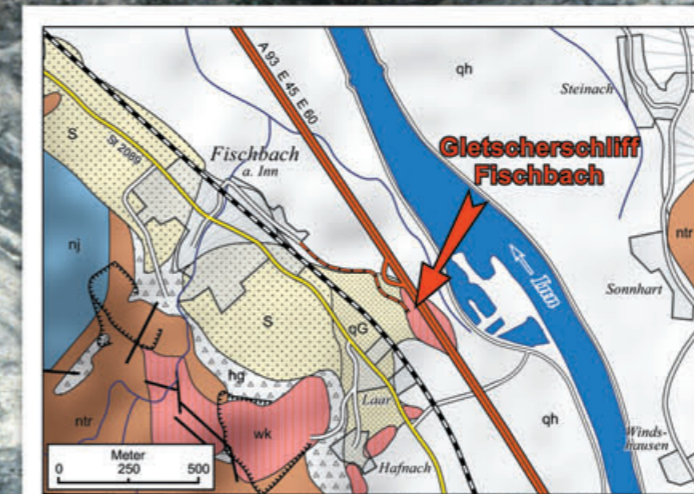 A 93 E 45 E 60
qh
Steinach
S
St 2089
Fischbach
a. Inn
Gletscherschliff
Fischbach
nj
ntr
Inn
Sonnhart
S
qG
hg
Laar
ntr
wk
qh
Winds-
hausen
Hafnach
Meter
0 250 500